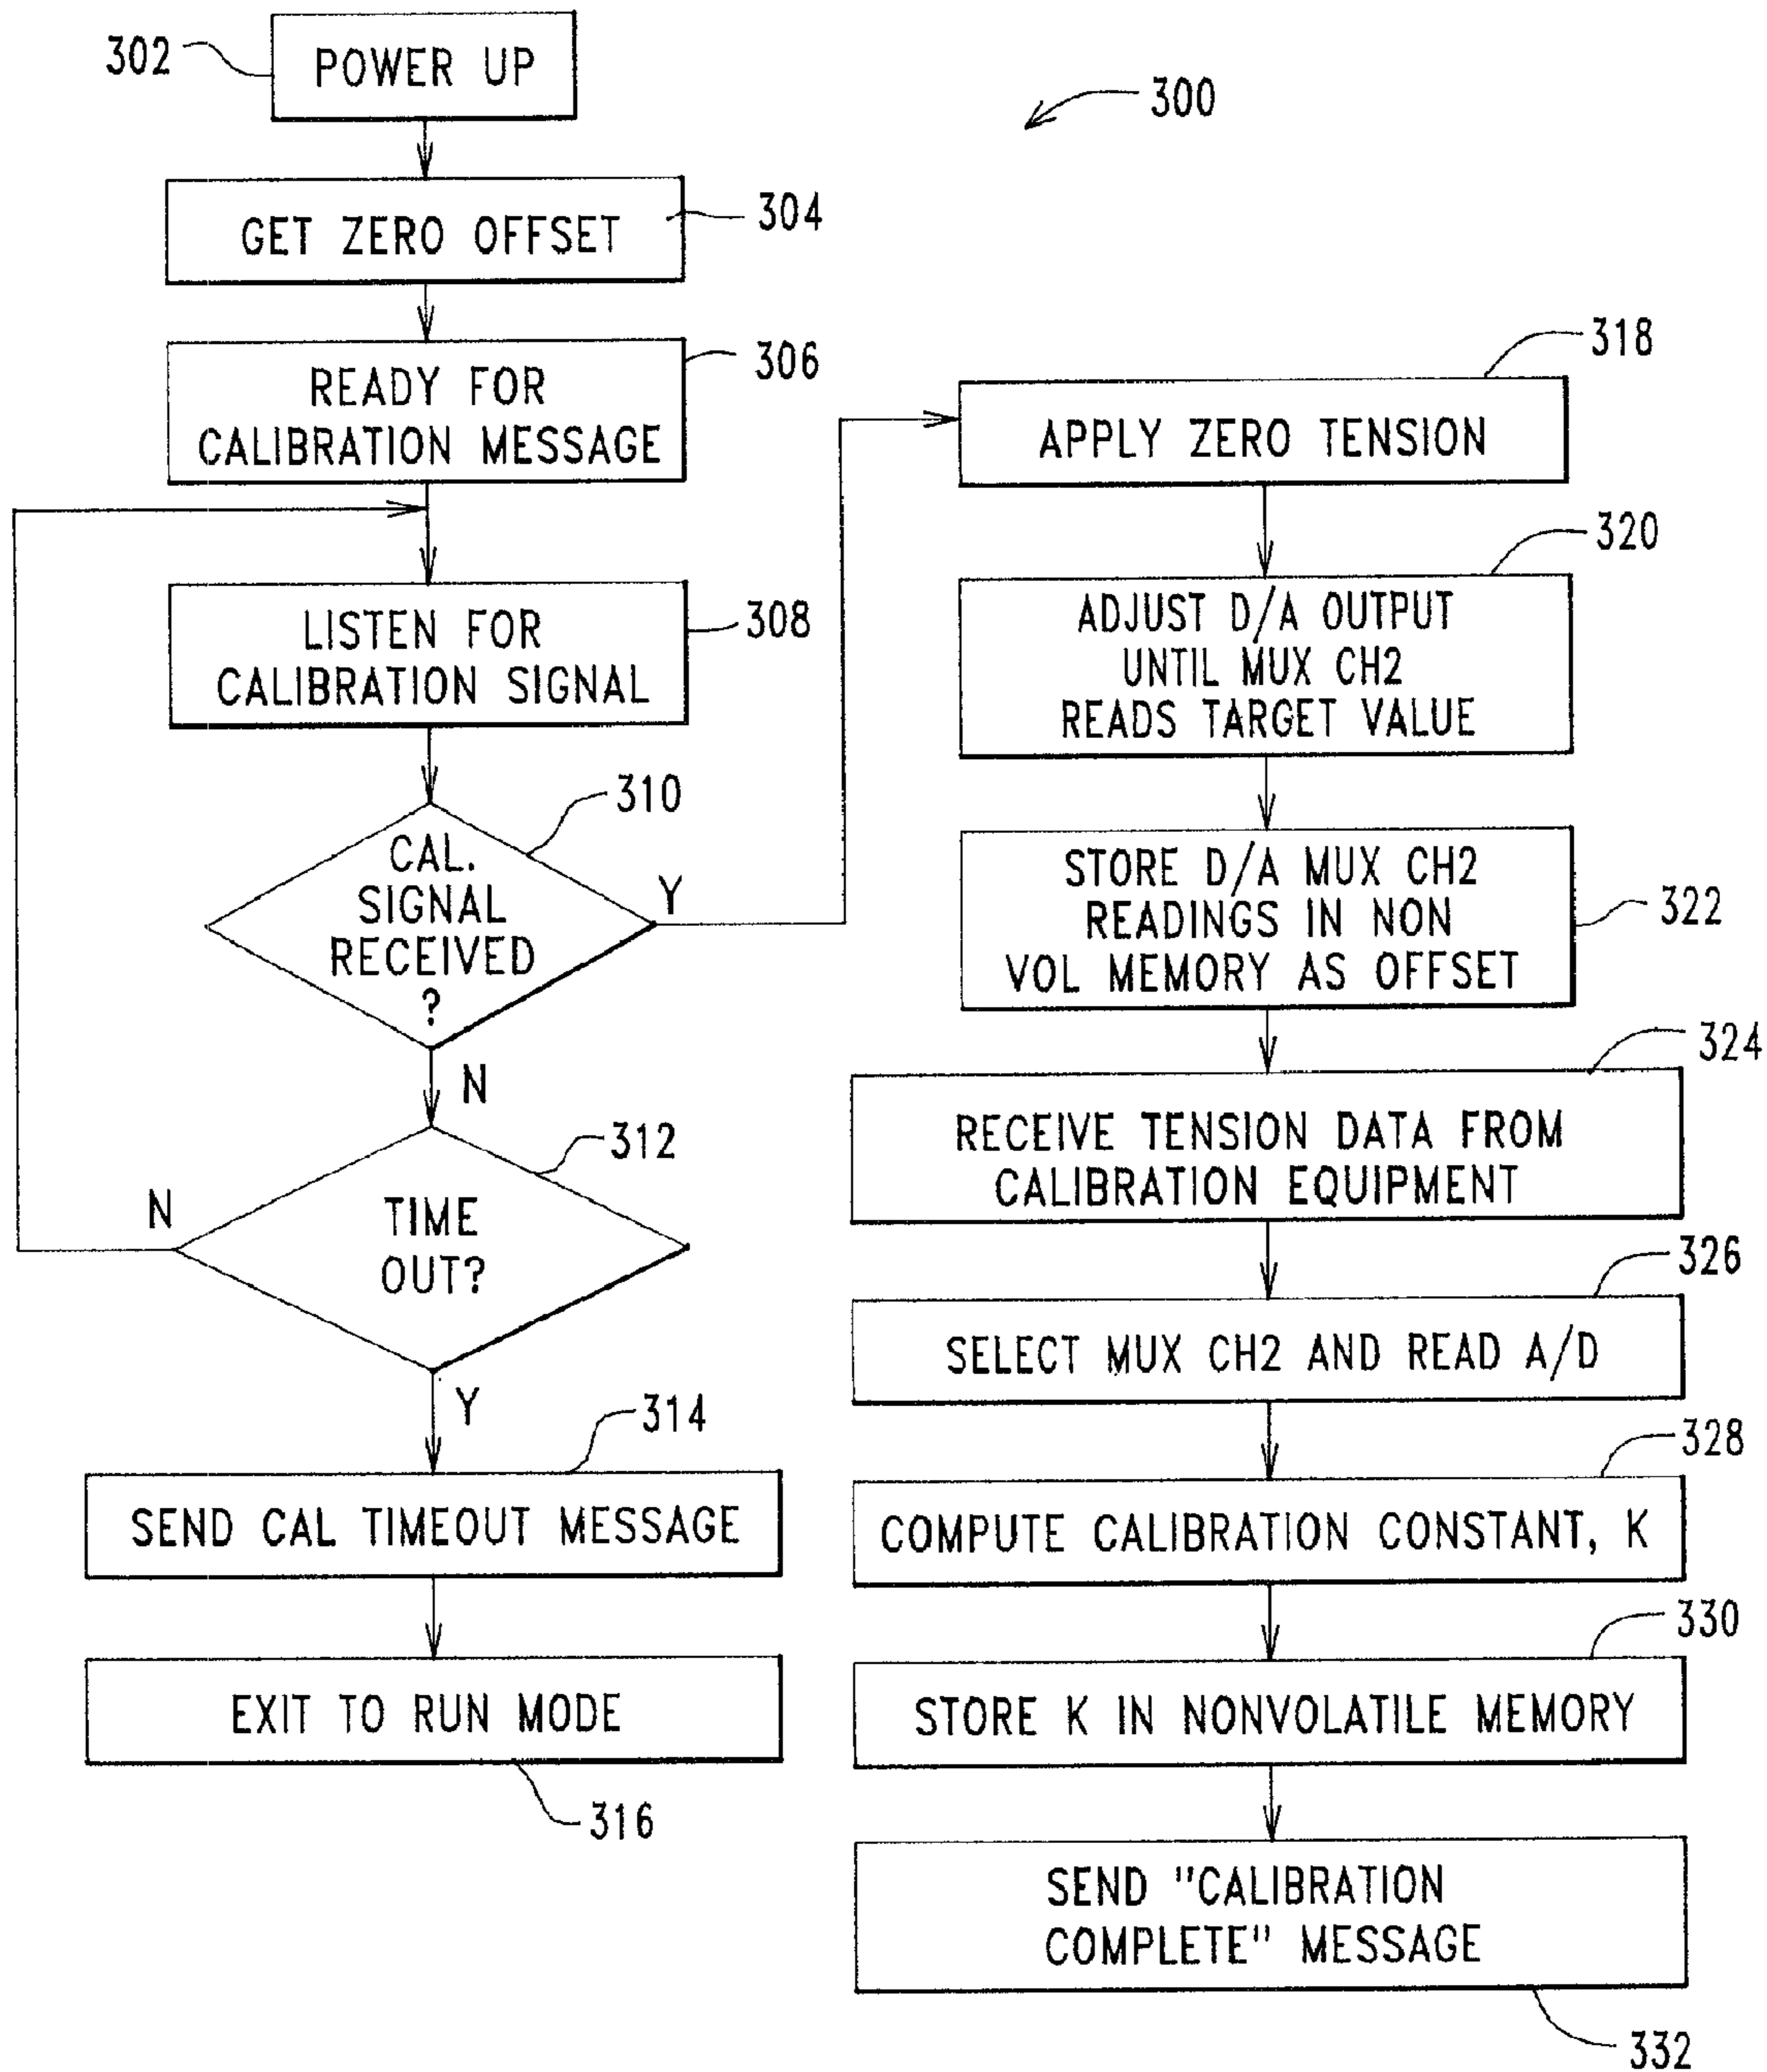 302
POWER UP
300
GET ZERO OFFSET
304
READY FOR
CALIBRATION MESSAGE
306
LISTEN FOR
CALIBRATION SIGNAL
308
CAL.
SIGNAL
RECEIVED
?
310
Y
N
TIME
OUT?
312
N
Y
SEND CAL TIMEOUT MESSAGE
314
EXIT TO RUN MODE
316
APPLY ZERO TENSION
318
ADJUST D/A OUTPUT
UNTIL MUX CH2
READS TARGET VALUE
320
STORE D/A MUX CH2
READINGS IN NON
VOL MEMORY AS OFFSET
322
RECEIVE TENSION DATA FROM
CALIBRATION EQUIPMENT
324
SELECT MUX CH2 AND READ A/D
326
COMPUTE CALIBRATION CONSTANT, K
328
STORE K IN NONVOLATILE MEMORY
330
SEND "CALIBRATION
COMPLETE" MESSAGE
332